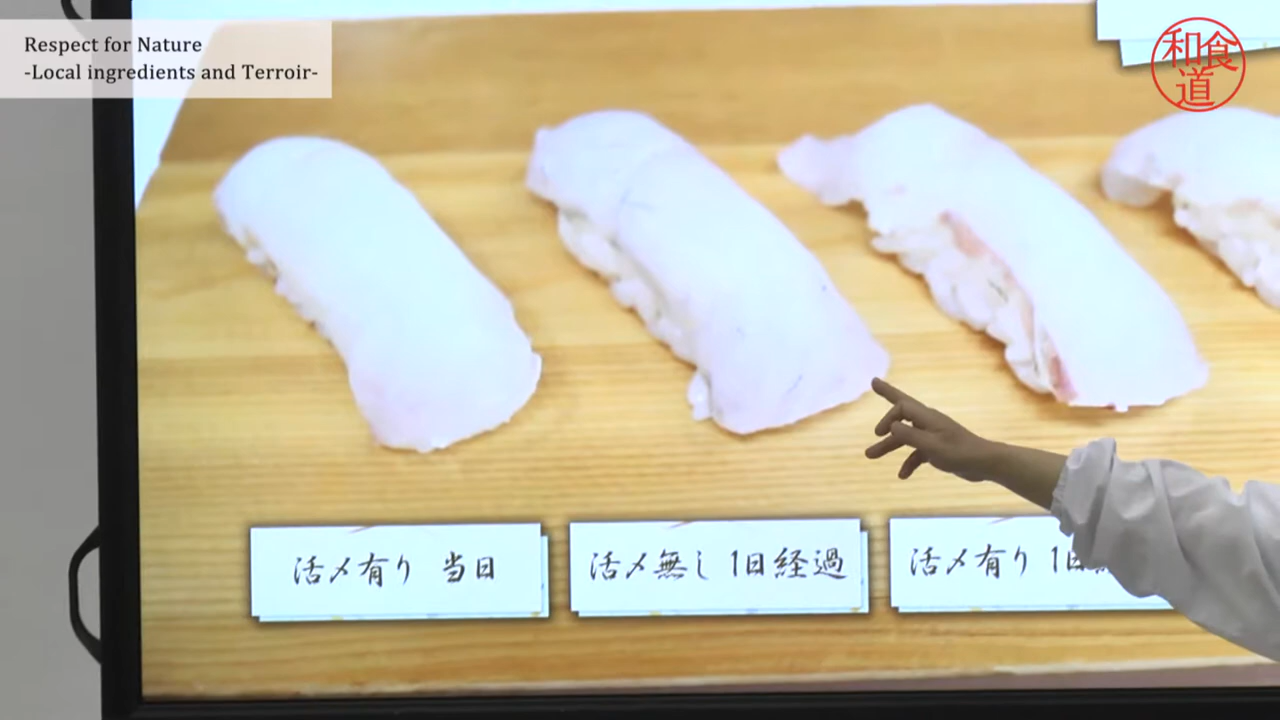 Respect for Nature
-Local ingredients and Terroir-
和食
道
活〆有り 当日
活〆無し 1日経過
活〆有り 1日